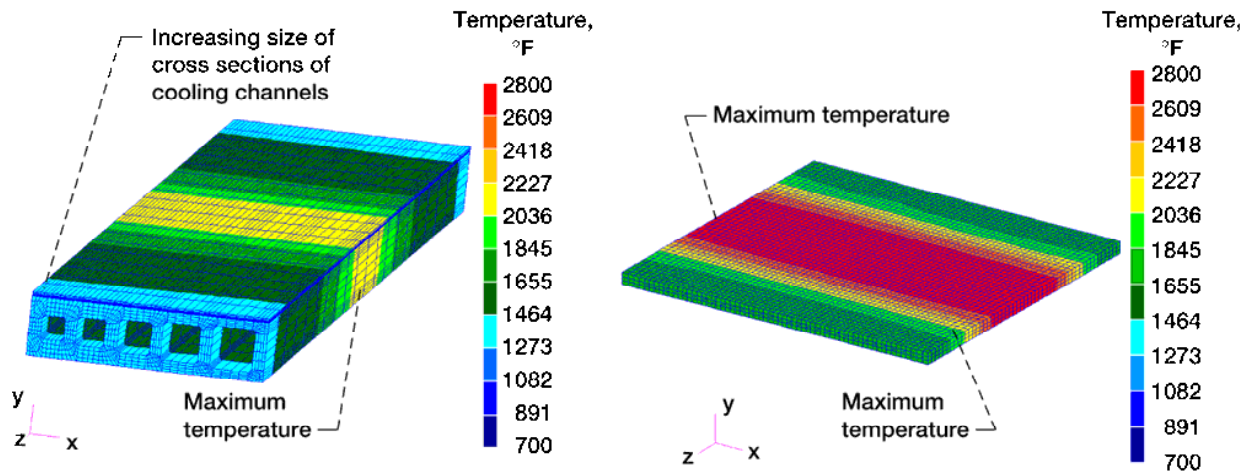 Increasing size of
cross sections of
cooling channels
Temperature,
°F
2800
2609
2418
2227
2036
1845
1655
1464
1273
1082
891
700
Maximum
temperature
y
z
x
Temperature,
°F
2800
2609
2418
2227
2036
1845
1655
1464
1273
1082
891
700
Maximum temperature
Maximum
temperature
y
z
x